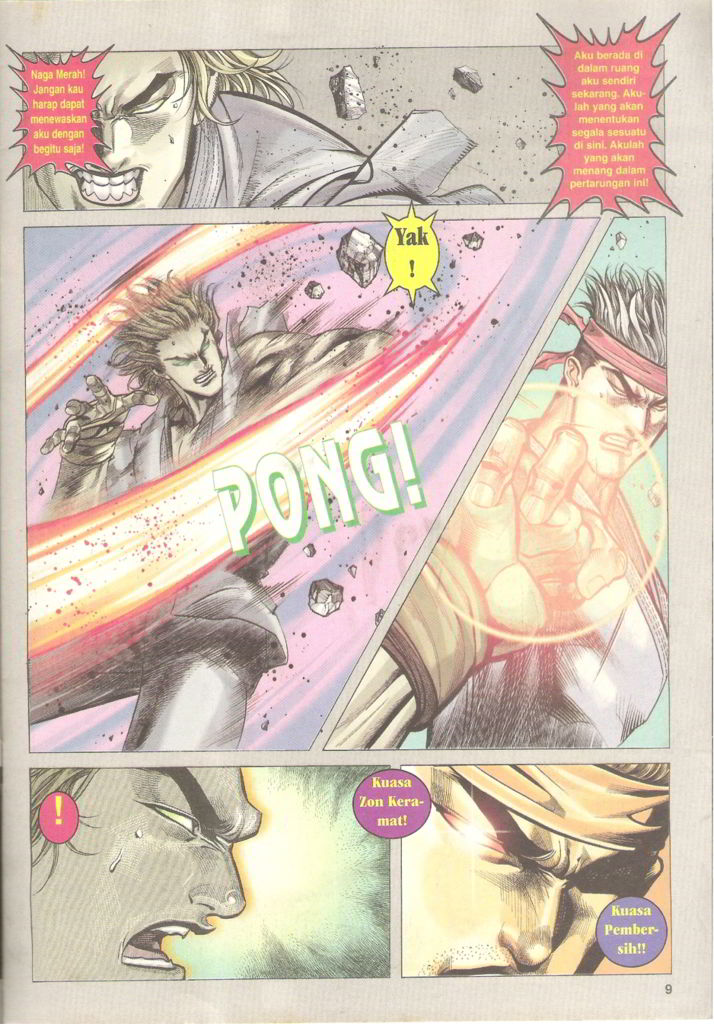 Naga Merah!
Jangan kau
harap dapat
menewaskan
aku dengan
begitu saja!
Aku berada di
dalam ruang
aku sendiri
sekarang. Aku-
lah yang akan
menentukan
segala sesuatu
di sini. Akulah
yang akan
menang dalam
pertarungan ini!
Yak
!
PONG!
!
Kuasa
Zon Kera-
mat!
Kuasa
Pember-
sih!!
9